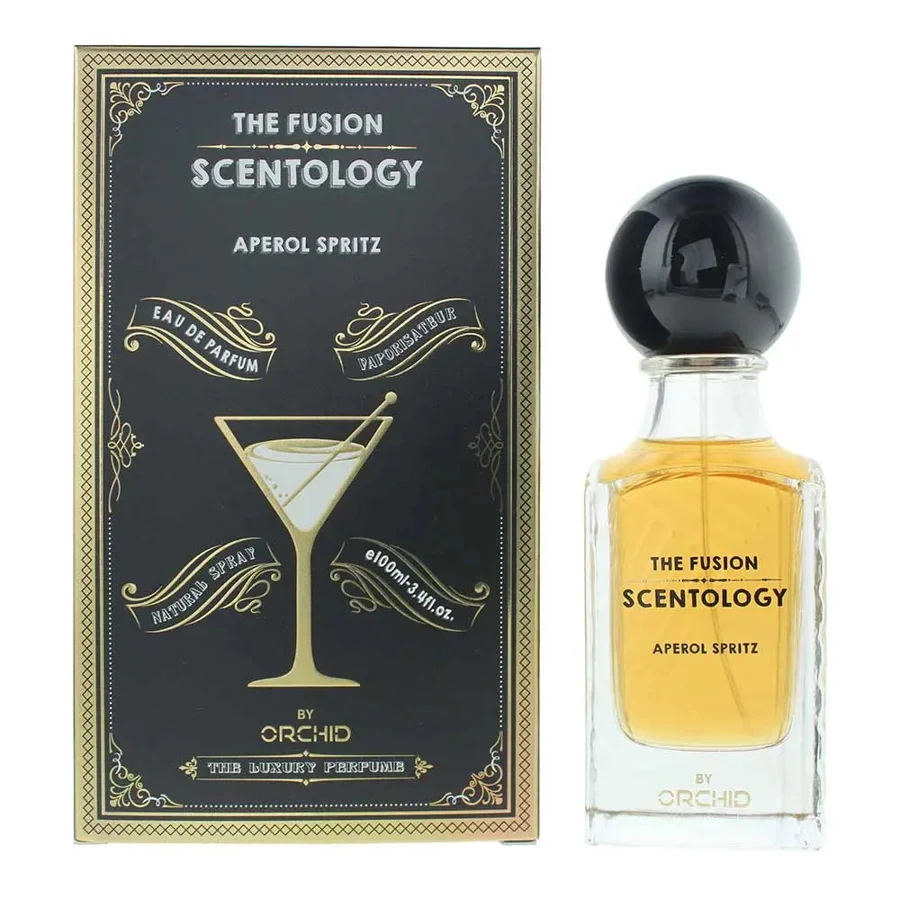 THE FUSION
SCENTOLOGY
APEROL SPRITZ
EAU DE PARFUM
VAPORISATEUR
NATURAL SPRAY
e100ml-3.4fl.oz.
BY
ORCHID
THE LUXURY PERFUME
THE FUSION
SCENTOLOGY
APEROL SPRITZ
BY
ORCHID